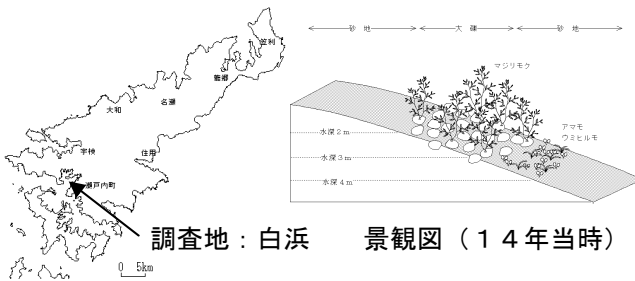 砂 地 大 礫 砂 地
笠利
龍郷
名瀬
大和
住用
宇検
瀬戸内町
マジリモク
アマモ
ウミヒルモ
水深2m
水深3m
水深4m
調査地:白浜 景観図(14年当時)
0 5km